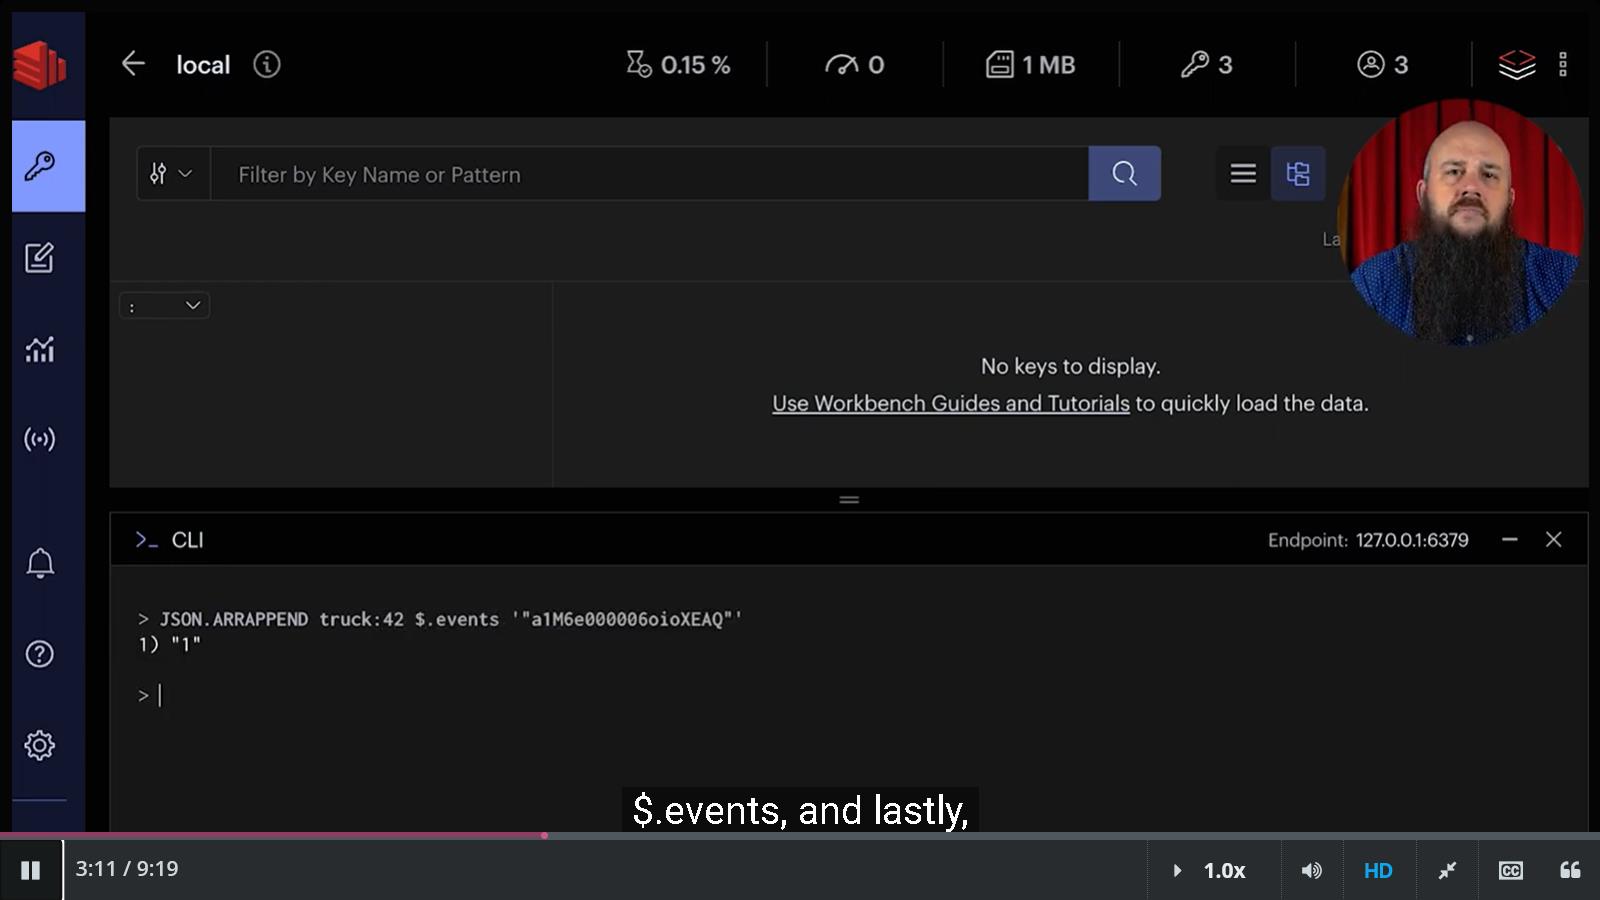 local
0.15 %
0
1 MB
3
3
Filter by Key Name or Pattern
La
:
No keys to display.
Use Workbench Guides and Tutorials to quickly load the data.
>_ CLI
Endpoint: 127.0.0.1:6379
> JSON.ARRAPPEND truck:42 $.events '"a1M6e000006oioXEAQ"'
1) "1"
>
$.events, and lastly,
3:11 / 9:19
1.0x
HD
CC